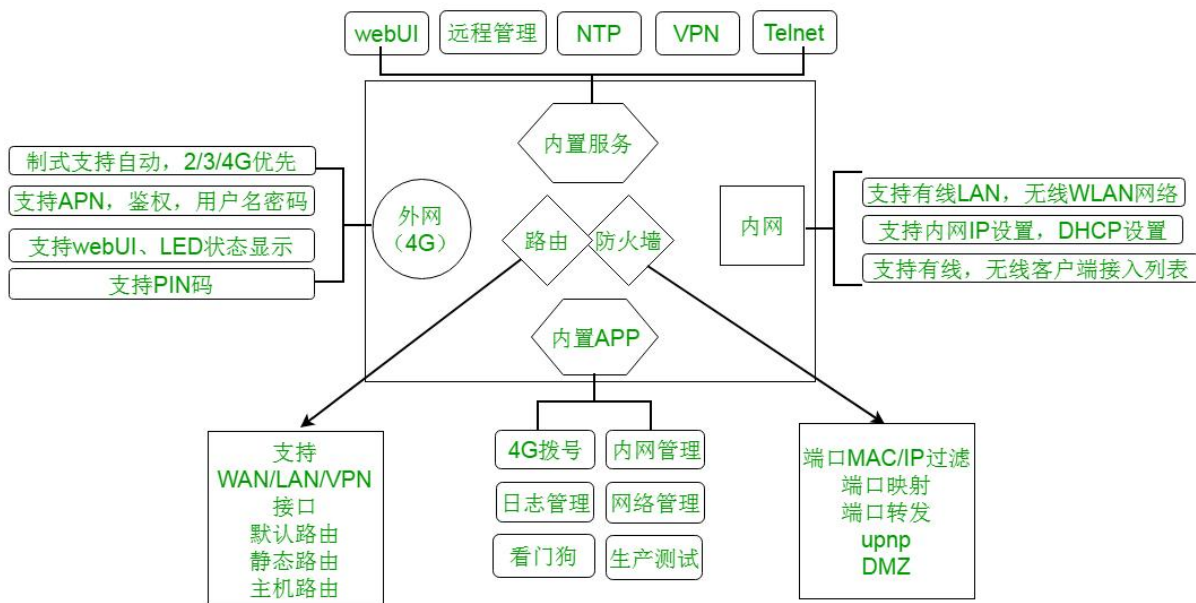 webUI
远程管理
NTP
VPN
Telnet
内置服务
制式支持自动，2/3/4G优先
支持APN，鉴权，用户名密码
支持webUI、LED状态显示
支持PIN码
外网
（4G）
路由
防火墙
内网
支持有线LAN，无线WLAN网络
支持内网IP设置，DHCP设置
支持有线，无线客户端接入列表
内置APP
支持
WAN/LAN/VPN
接口
默认路由
静态路由
主机路由
4G拨号
内网管理
日志管理
网络管理
看门狗
生产测试
端口MAC/IP过滤
端口映射
端口转发
upnp
DMZ